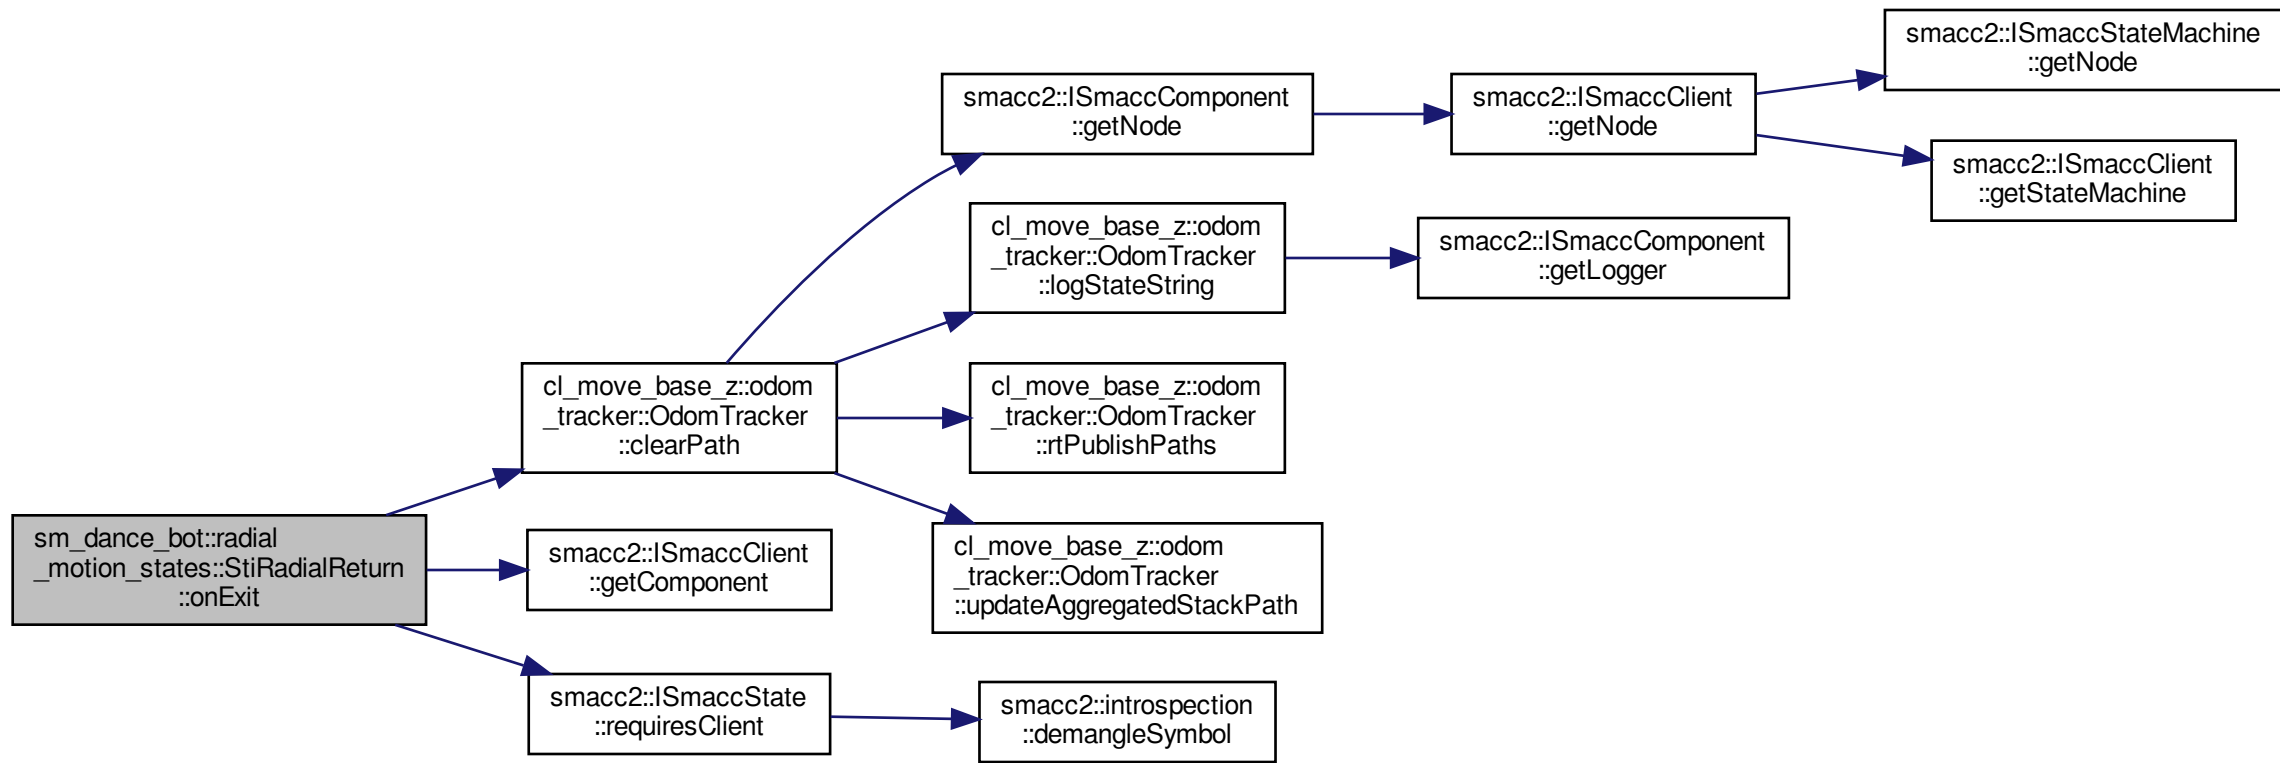 smacc2::ISmaccStateMachine
::getNode
smacc2::ISmaccComponent
::getNode
smacc2::ISmaccClient
::getNode
smacc2::ISmaccClient
::getStateMachine
cl_move_base_z::odom
_tracker::OdomTracker
::logStateString
smacc2::ISmaccComponent
::getLogger
cl_move_base_z::odom
_tracker::OdomTracker
::clearPath
cl_move_base_z::odom
_tracker::OdomTracker
::rtPublishPaths
sm_dance_bot::radial
_motion_states::StiRadialReturn
::onExit
smacc2::ISmaccClient
::getComponent
cl_move_base_z::odom
_tracker::OdomTracker
::updateAggregatedStackPath
smacc2::ISmaccState
::requiresClient
smacc2::introspection
::demangleSymbol